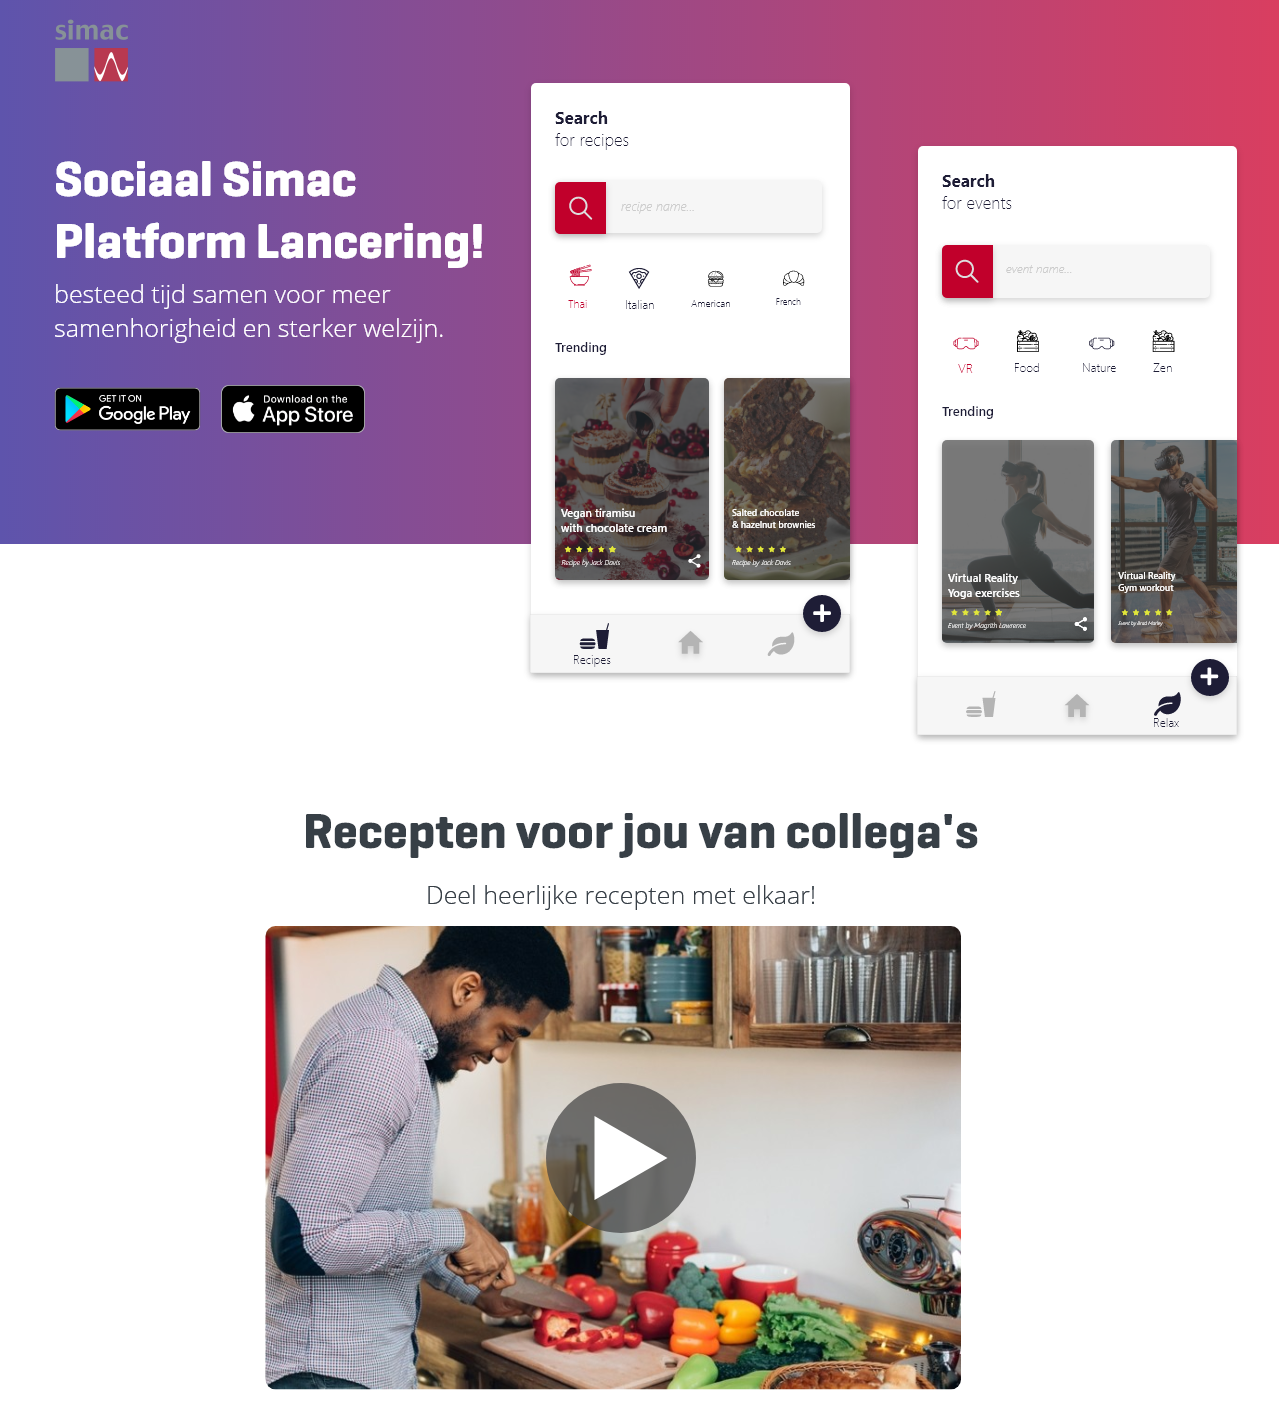 simac
Sociaal Simac
Platform Lancering!
besteed tijd samen voor meer
samenhorigheid en sterker welzijn.
GET IT ON
Google Play
Download on the
App Store
Search
for recipes
recipe name...
Thai
Italian
American
French
Trending
Vegan tiramisu
with chocolate cream
Recipe by Jack Davis
Salted chocolate
& hazelnut brownies
Recipe by Jack Davis
Recipes
Search
for events
event name...
VR
Food
Nature
Zen
Trending
Virtual Reality
Yoga exercises
Event by Magrith Lawrence
Virtual Reality
Gym workout
Event by Brad Marley
Relax
Recepten voor jou van collega's
Deel heerlijke recepten met elkaar!